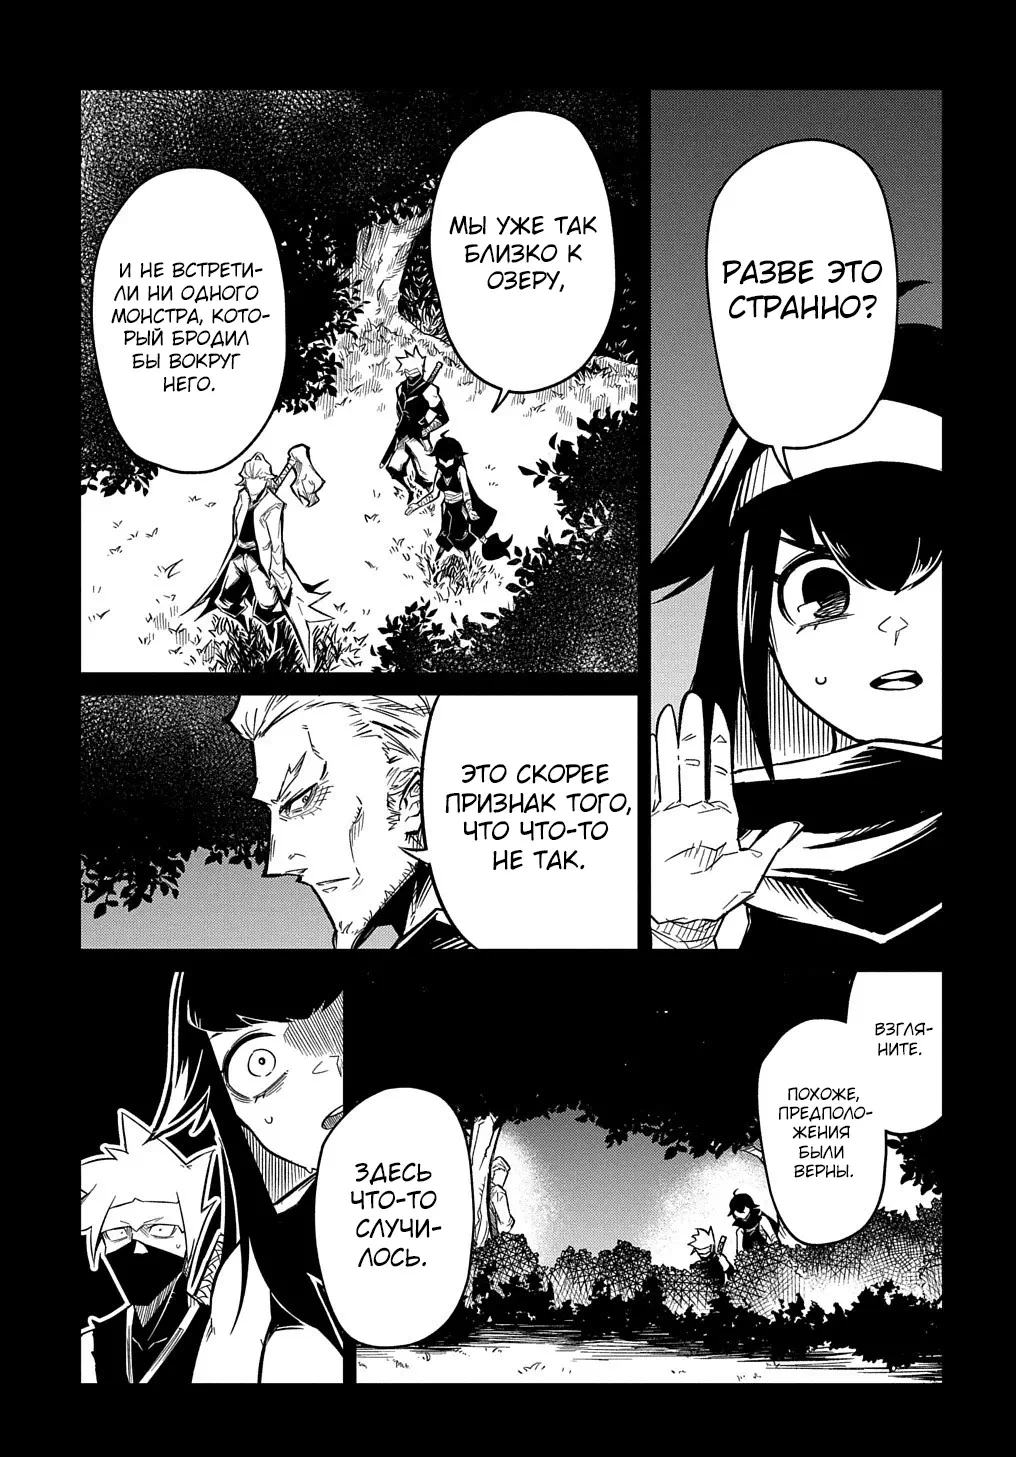 РАЗВЕ ЭТО
СТРАННО?
МЫ УЖЕ ТАК
БЛИЗКО К
ОЗЕРУ,
И НЕ ВСТРЕТИ-
ЛИ НИ ОДНОГО
МОНСТРА, КОТО-
РЫЙ БРОДИЛ
БЫ ВОКРУГ
НЕГО.
ЭТО СКОРЕЕ
ПРИЗНАК ТОГО,
ЧТО ЧТО-ТО
НЕ ТАК.
ВЗГЛЯ-
НИТЕ.
ПОХОЖЕ,
ПРЕДПОЛО-
ЖЕНИЯ
БЫЛИ
ВЕРНЫ.
ЗДЕСЬ
ЧТО-ТО
СЛУЧИ-
ЛОСЬ.